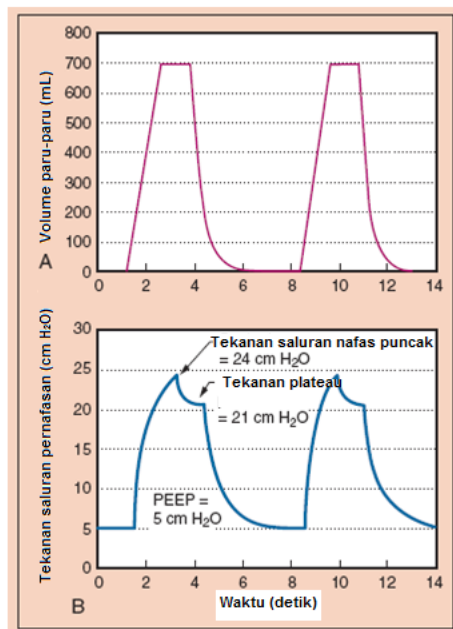 Volume paru-paru (mL)
800
700
600
500
400
300
200
100
0
A
0 2 4 6 8 10 12 14
Tekanan saluran pernafasan (cm H₂O)
30
25
20
15
10
5
0
Tekanan saluran nafas puncak
= 24 cm H₂O
Tekanan plateau
= 21 cm H₂O
PEEP =
5 cm H₂O
0 2 4 6 8 10 12 14
B
Waktu (detik)